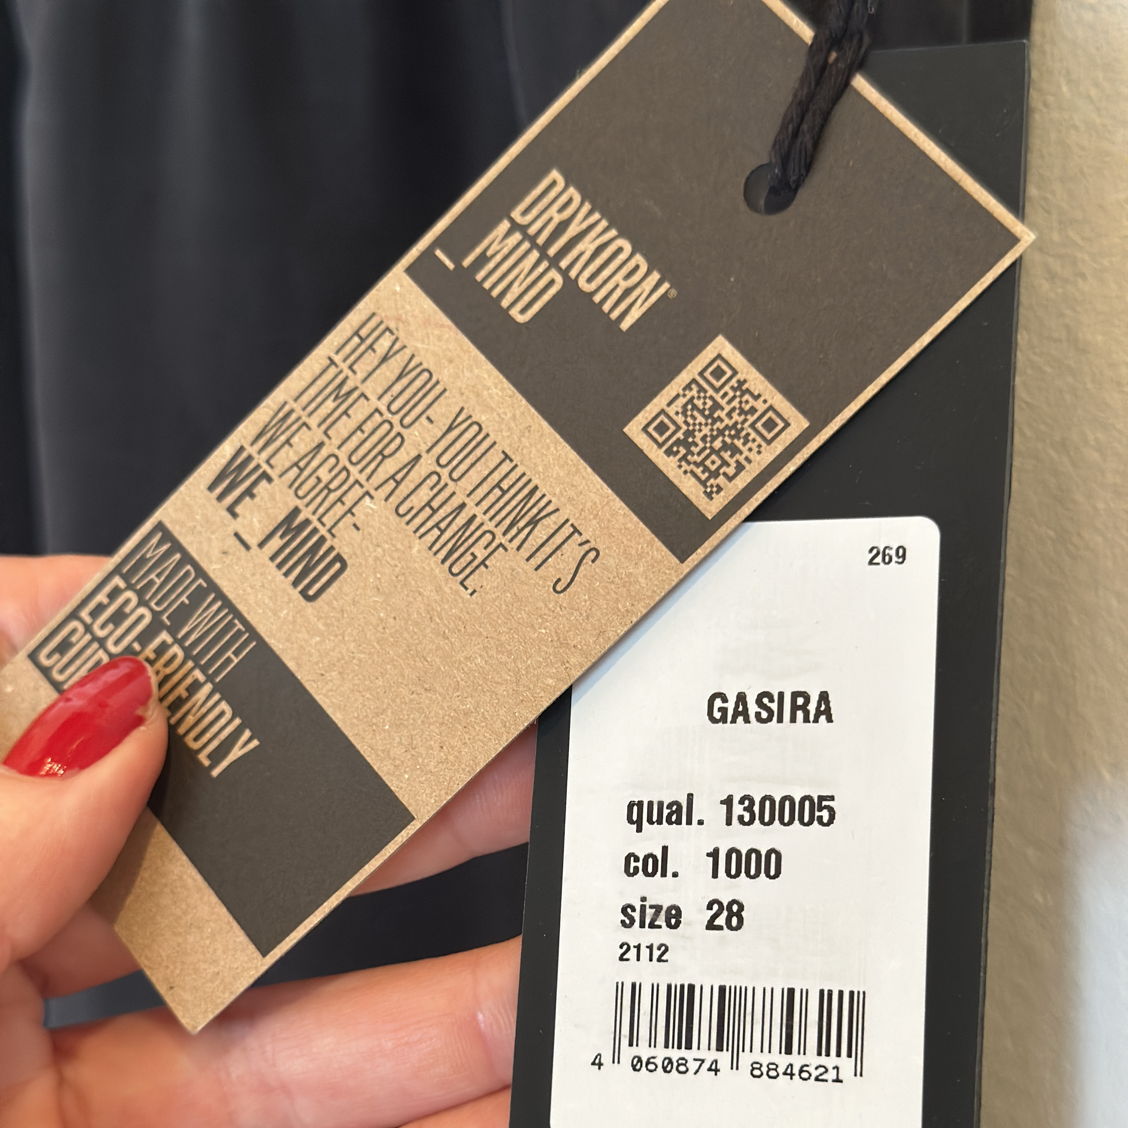 DRYKORN®
_MIND
HEY YOU- YOU THINK IT'S
TIME FOR A CHANGE.
WE AGREE-
WE_MIND
MADE WITH
ECO-FRIENDLY
269
GASIRA
qual. 130005
col. 1000
size 28
2112
4 060874 884621